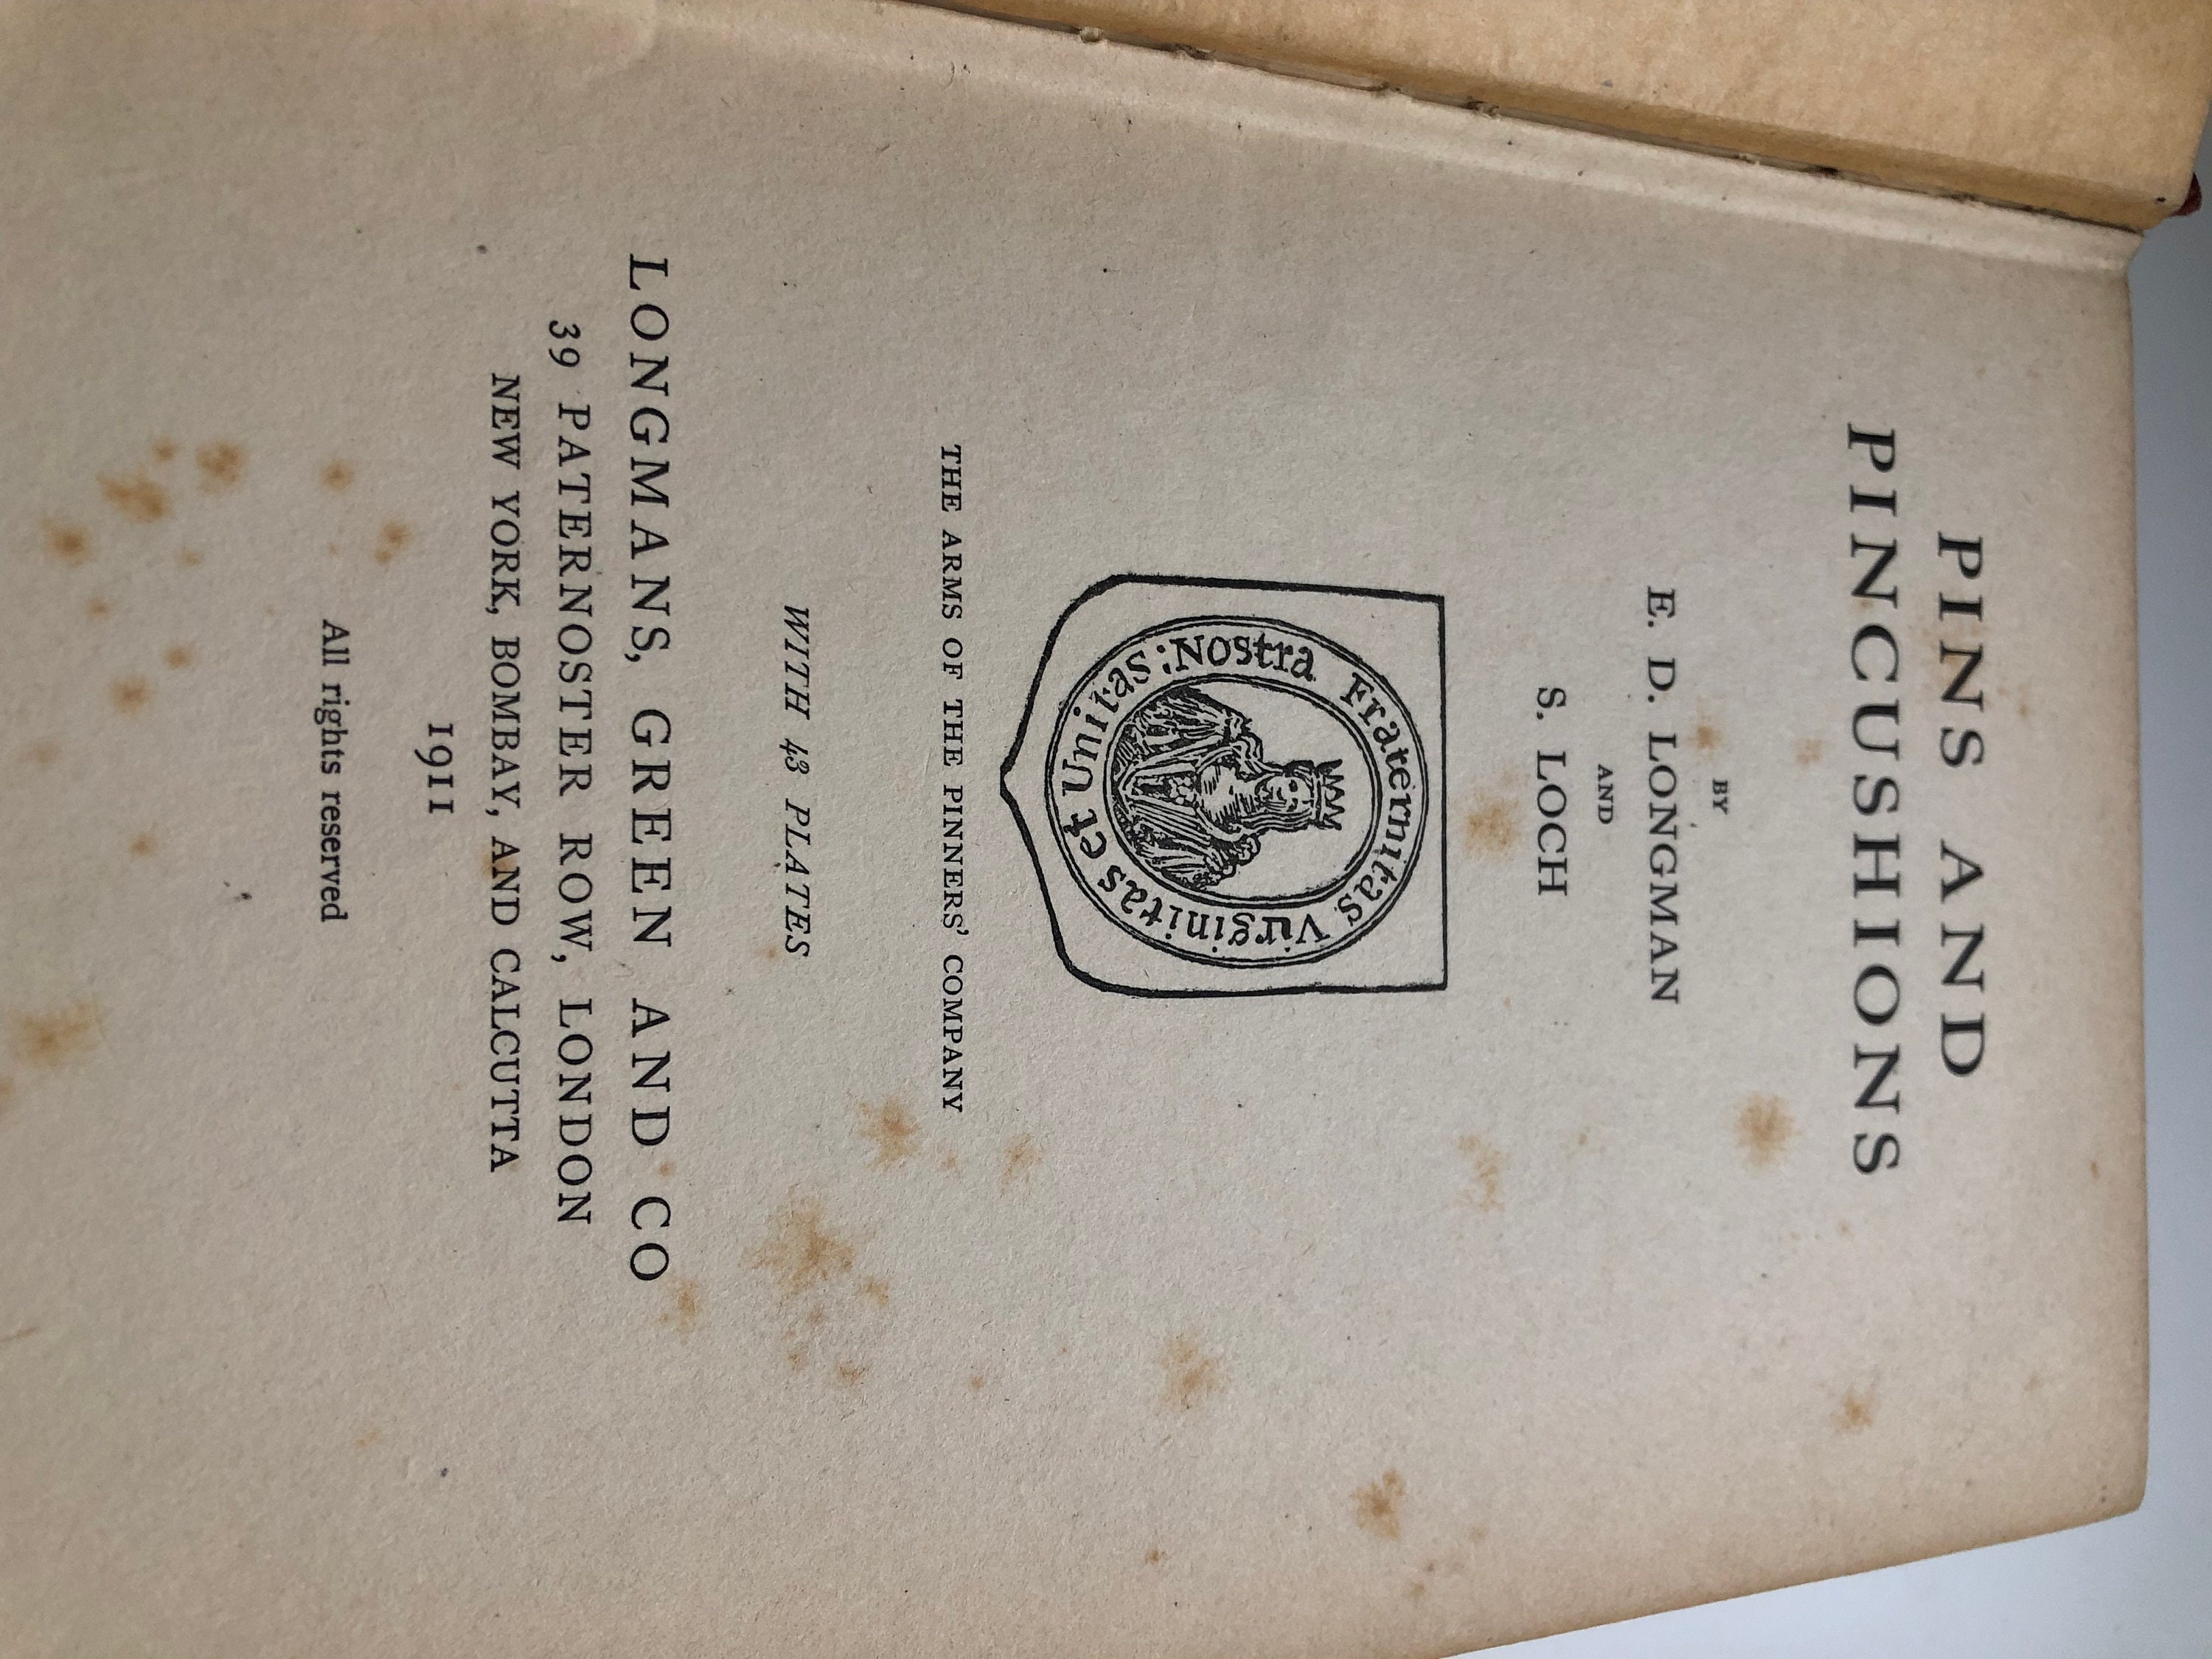 PINS AND
PINCUSHIONS
BY
E. D. LONGMAN
AND
S. LOCH
Nostra Fraternitas Virginitas et Unitas:
THE ARMS OF THE PINNERS' COMPANY
WITH 43 PLATES
LONGMANS, GREEN AND CO
39 PATERNOSTER ROW, LONDON
NEW YORK, BOMBAY, AND CALCUTTA
1911
All rights reserved